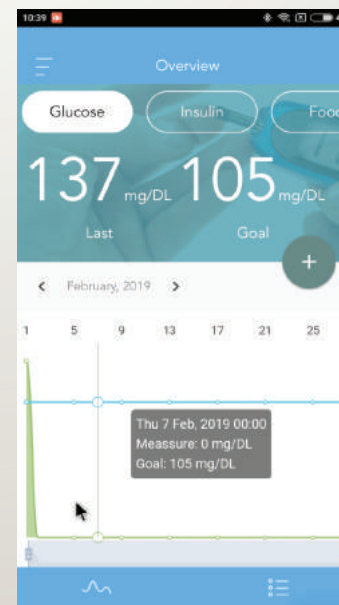 10:39
Overview
Glucose Insulin Foo
137 mg/DL 105 mg/DL
Last Goal
+
February, 2019
1 5 9 13 17 21 25
Thu 7 Feb, 2019 00:00
Meassure: 0 mg/DL
Goal: 105 mg/DL